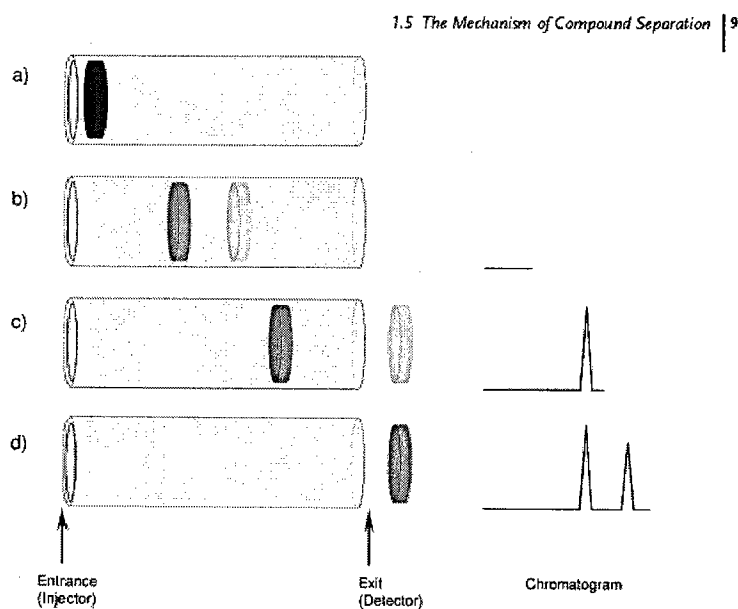 1.5 The Mechanism of Compound Separation | 9
a)
b)
c)
d)
Entrance
(Injector)
Exit
(Detector)
Chromatogram